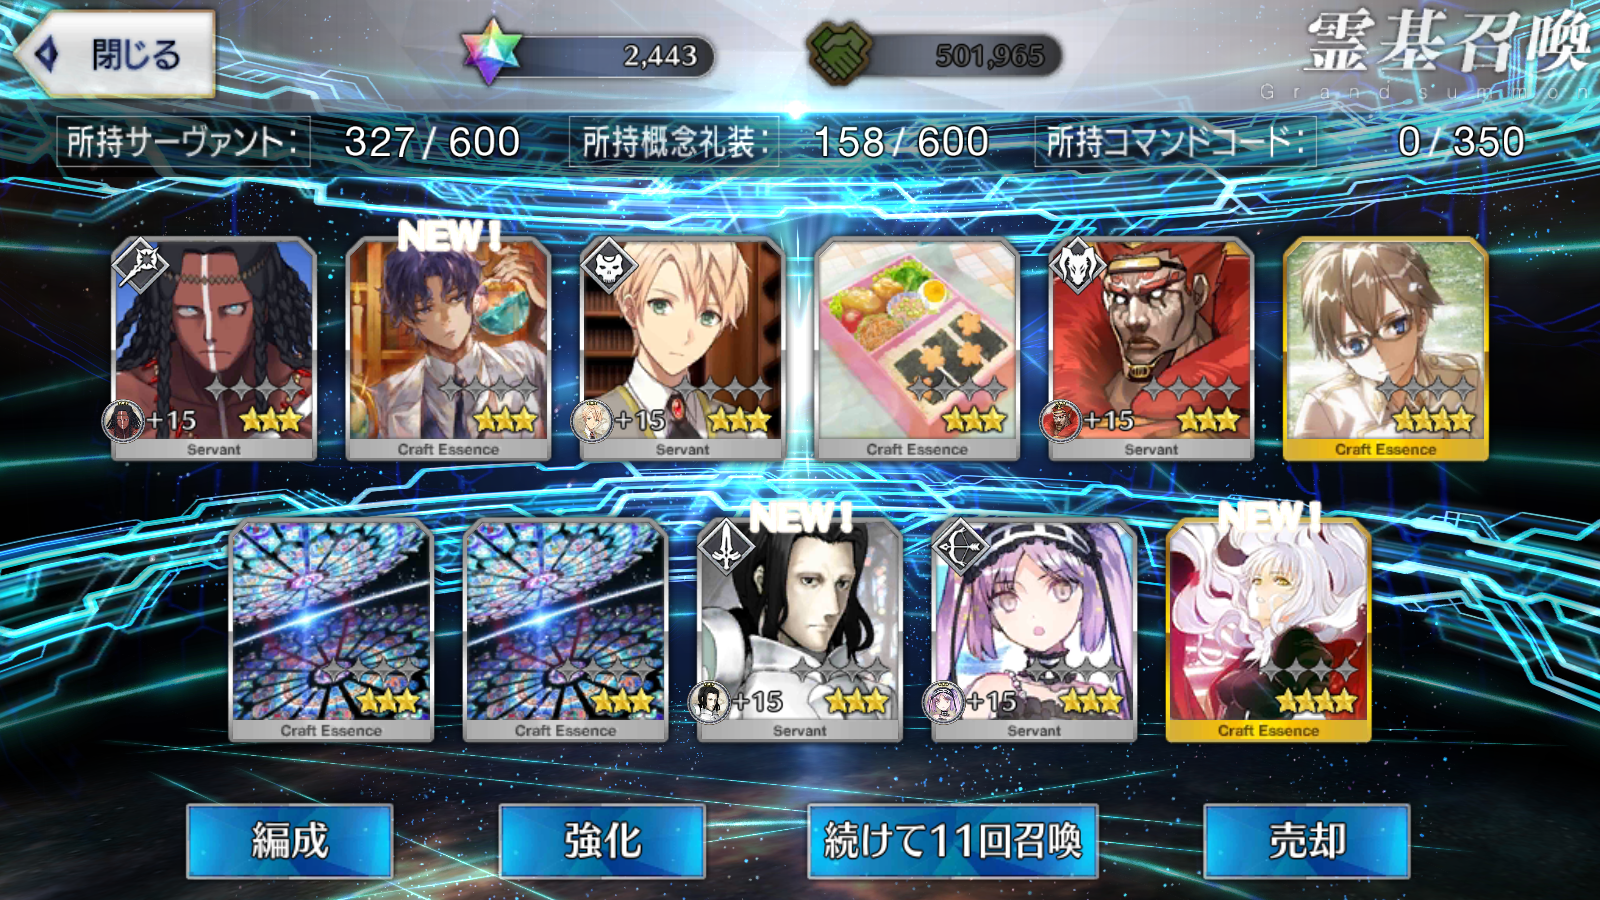 閉じる
2,443
501,965
霊基召喚
Grand summon
所持サーヴァント: 327/600
所持概念礼装: 158/600
所持コマンドコード: 0/350
NEW!
+15
+15
+15
Servant
Craft Essence
Servant
Craft Essence
Servant
Craft Essence
NEW!
NEW!
+15
+15
Craft Essence
Craft Essence
Servant
Servant
Craft Essence
編成
強化
続けて11回召喚
売却